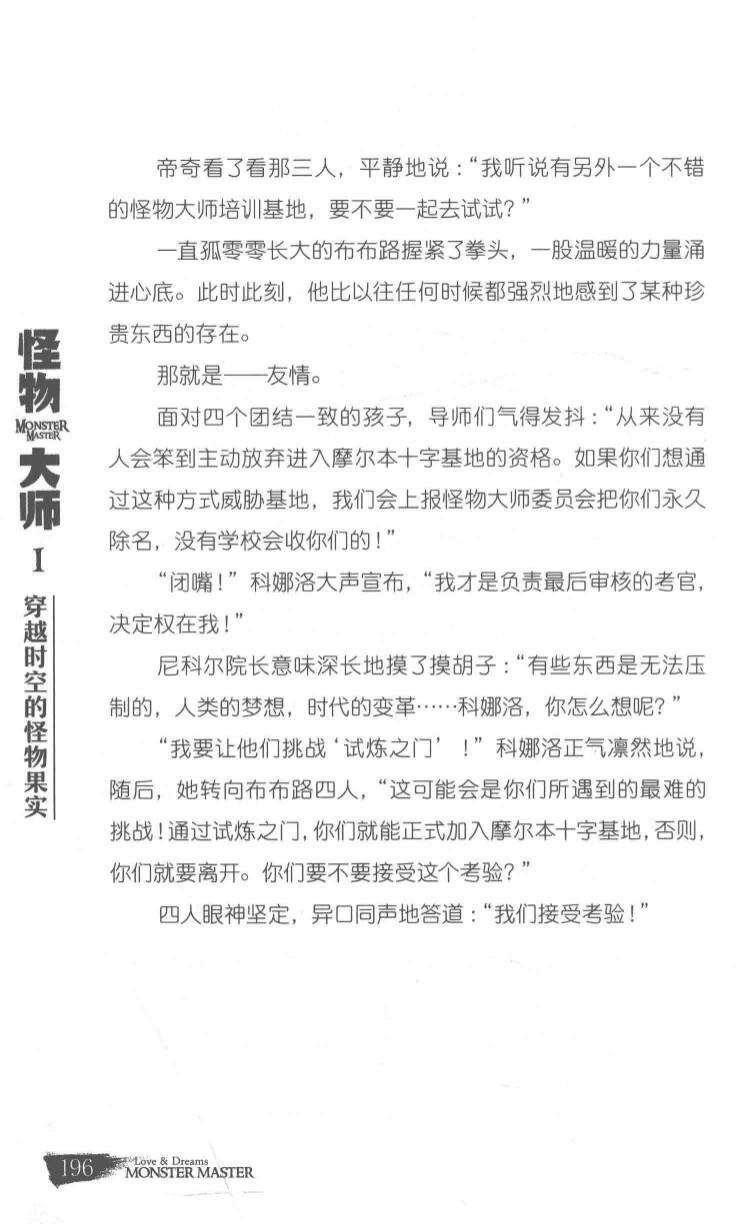 帝奇看了看那三人，平静地说：“我听说有另外一个不错
的怪物大师培训基地，要不要一起去试试？”
一直孤零零长大的布布路握紧了拳头，一股温暖的力量涌
进心底。此时此刻，他比以往任何时候都强烈地感到了某种珍
贵东西的存在。
那就是——友情。
面对四个团结一致的孩子，导师们气得发抖：“从来没有
人会笨到主动放弃进入摩尔本十字基地的资格。如果你们想通
过这种方式威胁基地，我们会上报怪物大师委员会把你们永久
除名，没有学校会收你们的！”
“闭嘴！”科娜洛大声宣布，“我才是负责最后审核的考官，
决定权在我！”
尼科尔院长意味深长地摸了摸胡子：“有些东西是无法压
制的，人类的梦想，时代的变革……科娜洛，你怎么想呢？”
“我要让他们挑战‘试炼之门’！”科娜洛正气凛然地说，
随后，她转向布布路四人，“这可能会是你们所遇到的最难的
挑战！通过试炼之门，你们就能正式加入摩尔本十字基地，否则，
你们就要离开。你们要不要接受这个考验？”
四人眼神坚定，异口同声地答道：“我们接受考验！”
怪物
MONSTER
MASTER
大师
I
穿越时空的怪物果实
196
Love & Dreams
MONSTER MASTER